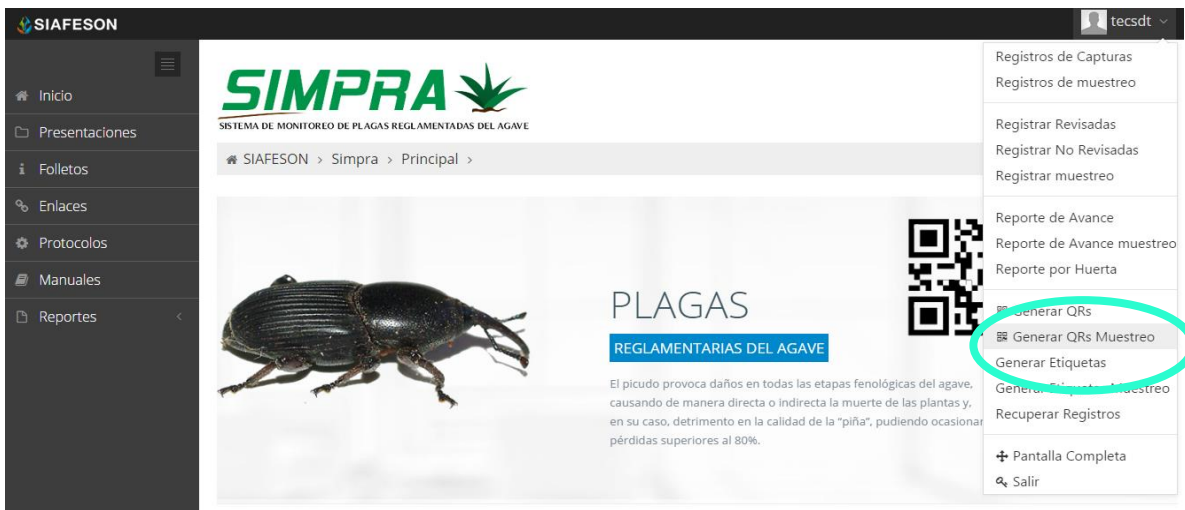 SIAFESON
tecsdt
Inicio
Presentaciones
Folletos
Enlaces
Protocolos
Manuales
Reportes
SIMPRA
SISTEMA DE MONITOREO DE PLAGAS REGLAMENTADAS DEL AGAVE
SIAFESON > Simpra > Principal >
PLAGAS
REGLAMENTARIAS DEL AGAVE
El picudo provoca daños en todas las etapas fenológicas del agave,
causando de manera directa o indirecta la muerte de las plantas y,
en su caso, detrimento en la calidad de la "piña", pudiendo ocasionar
pérdidas superiores al 80%.
Registros de Capturas
Registros de muestreo
Registrar Revisadas
Registrar No Revisadas
Registrar muestreo
Reporte de Avance
Reporte de Avance muestreo
Reporte por Huerta
Generar QRs
Generar QRs Muestreo
Generar Etiquetas
Generar Etiquetas Muestreo
Recuperar Registros
Pantalla Completa
Salir